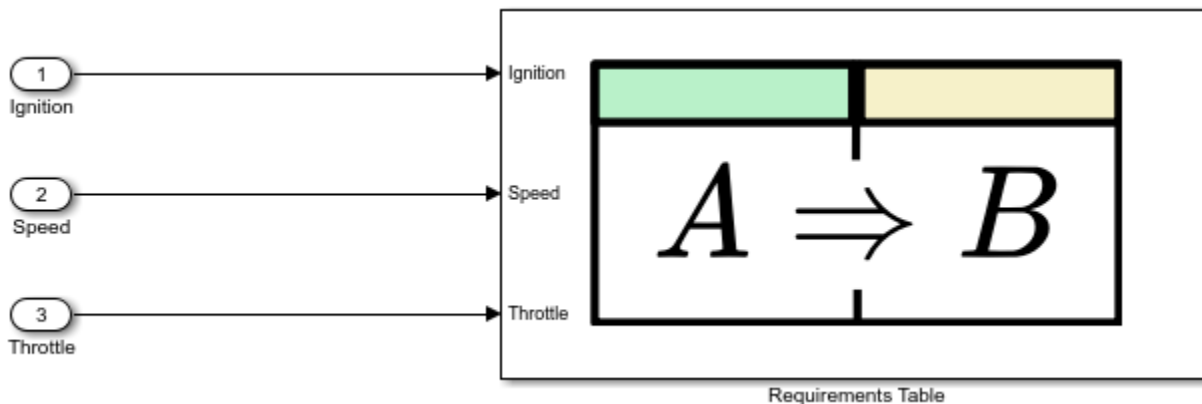 1
Ignition
Ignition
2
Speed
Speed
3
Throttle
Throttle
A ⇒ B
Requirements Table